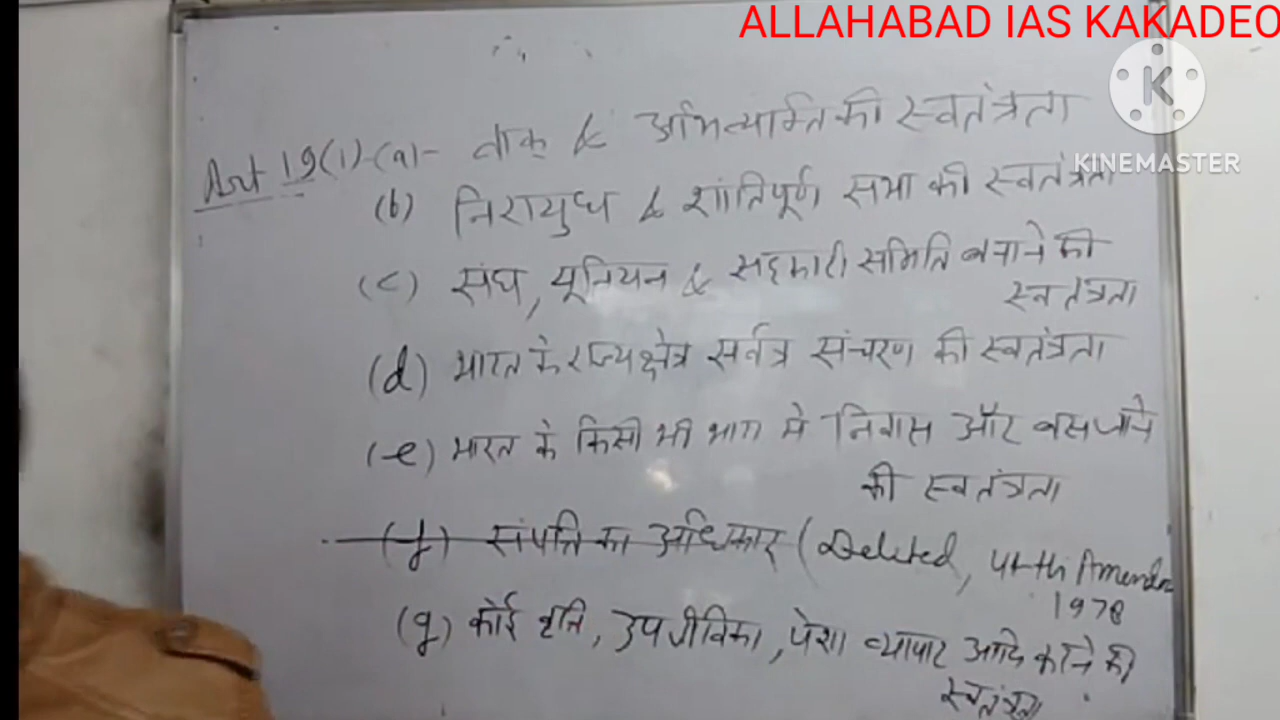 ALLAHABAD IAS KAKADEO
K
KINEMASTER
Art 19(1)-(a)- वाक् & अभिव्यक्ति की स्वतंत्रता
(b) निरायुध & शांतिपूर्ण सभा की स्वतंत्रता
(c) संघ, यूनियन & सहकारी समिति बनाने की
स्वतंत्रता
(d) भारत के राज्यक्षेत्र सर्वत्र संचरण की स्वतंत्रता
(e) भारत के किसी भी भाग मे निवास और बसजाने
की स्वतंत्रता
(f) संपत्ति का अधिकार (Deleted, 44th Amendm
1978
(g) कोई वृत्ति, उपजीविका, पेशा व्यापार आदि करने की
स्वतंत्रता